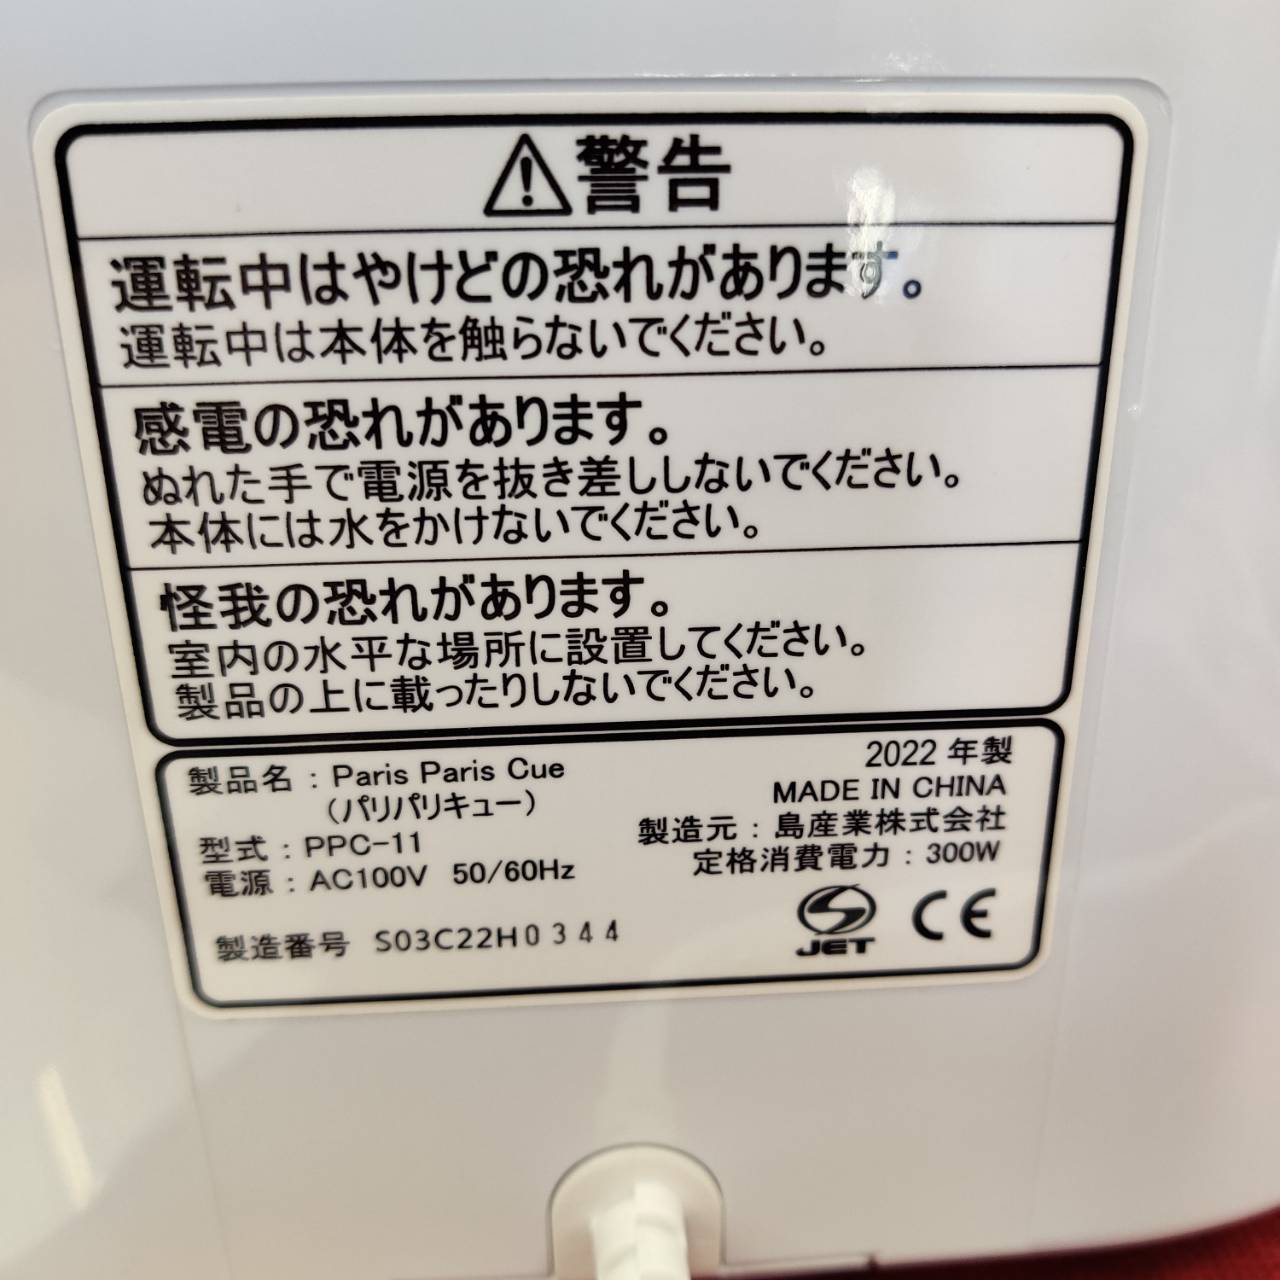 警告
運転中はやけどの恐れがあります。
運転中は本体を触らないでください。
感電の恐れがあります。
ぬれた手で電源を抜き差ししないでください。
本体には水をかけないでください。
怪我の恐れがあります。
室内の水平な場所に設置してください。
製品の上に載ったりしないでください。
製品名：Paris Paris Cue
（パリパリキュー）
型式：PPC-11
電源：AC100V 50/60Hz
製造番号 S03C22H0344
2022年製
MADE IN CHINA
製造元：島産業株式会社
定格消費電力：300W
JET
CE